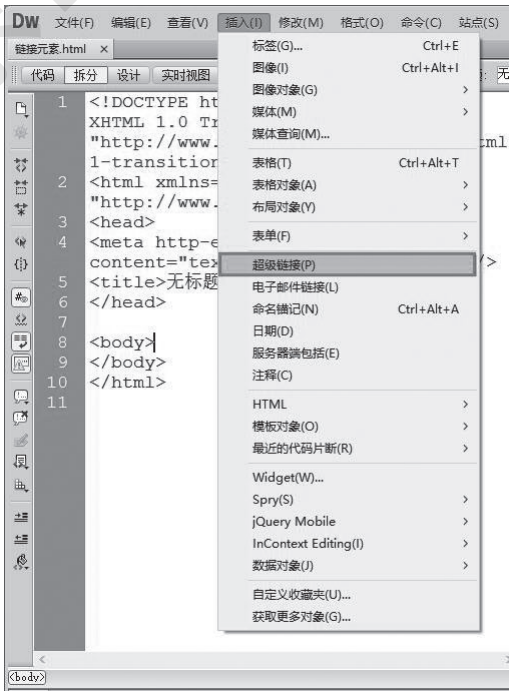 Dw 文件(F) 编辑(E) 查看(V) 插入(I) 修改(M) 格式(O) 命令(C) 站点(S)
链接元素.html ×
代码 拆分 设计 实时视图
1 <!DOCTYPE ht
XHTML 1.0 Tr
"http://www.
1-transition
2 <html xmlns=
"http://www.
3 <head>
4 <meta http-e
content="tex
5 <title>无标题
6 </head>
7
8 <body>
9 </body>
10 </html>
11
标签(G)... Ctrl+E
图像(I) Ctrl+Alt+I
图像对象(G) >
媒体(M) >
媒体查询(M)...
表格(T) Ctrl+Alt+T
表格对象(A) >
布局对象(Y) >
表单(F) >
超级链接(P)
电子邮件链接(L)
命名锚记(N) Ctrl+Alt+A
日期(D)
服务器端包括(E)
注释(C)
HTML >
模板对象(O) >
最近的代码片断(R) >
Widget(W)...
Spry(S) >
jQuery Mobile >
InContext Editing(I) >
数据对象(J) >
自定义收藏夹(U)...
获取更多对象(G)...
: 无
tml
/>
<body>